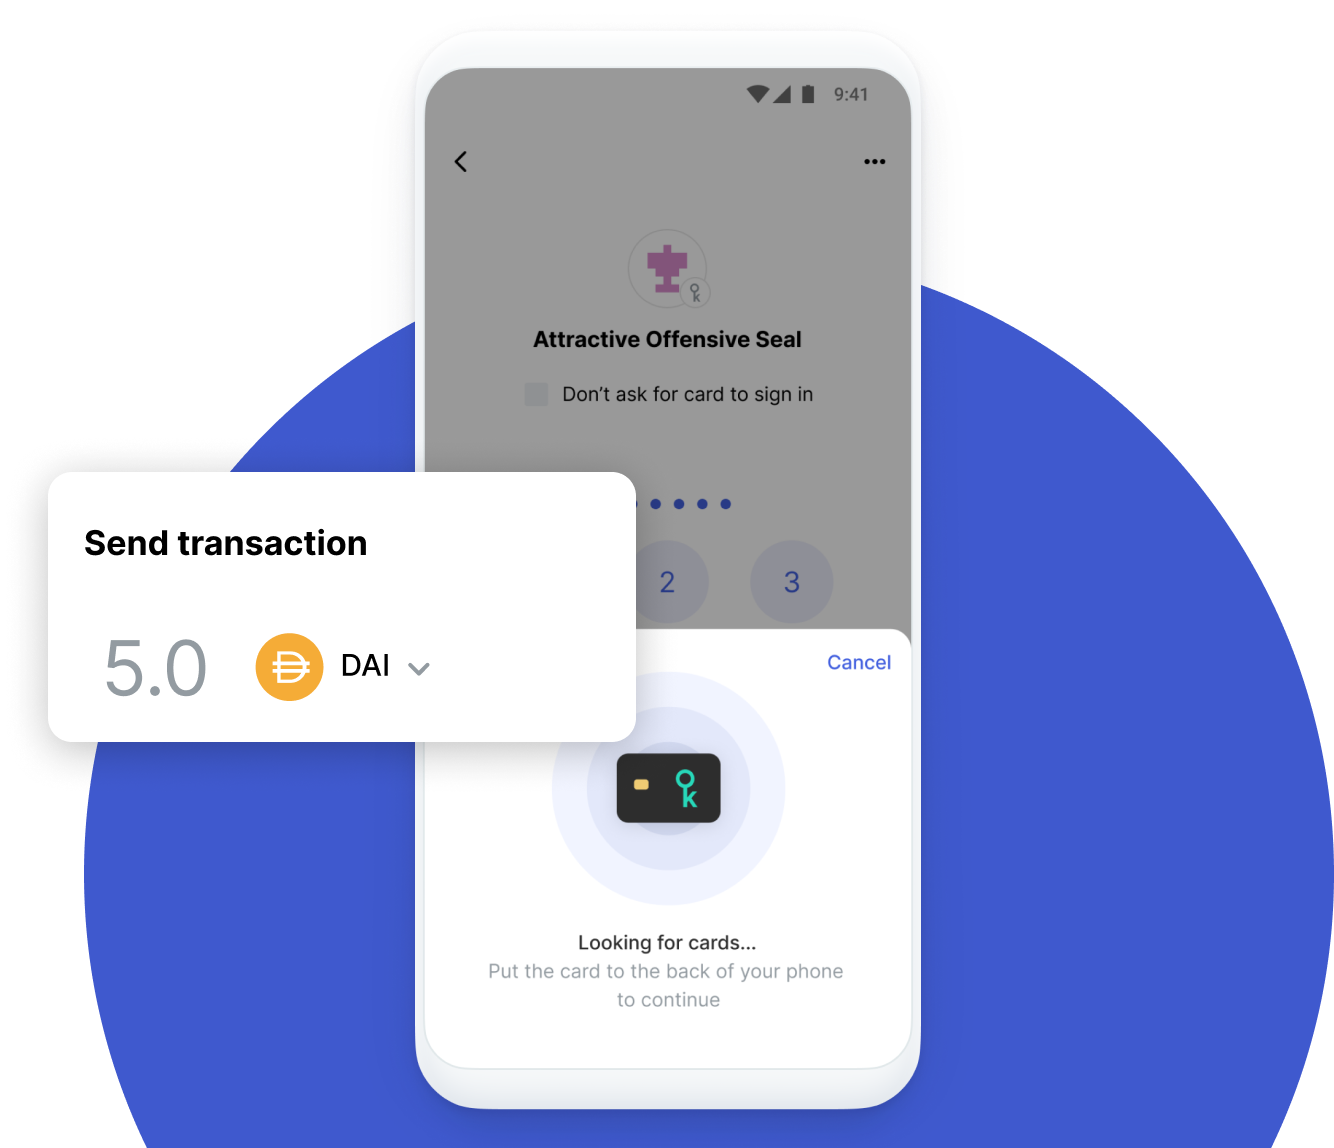 9:41
Attractive Offensive Seal
Don’t ask for card to sign in
Send transaction
2 3
5.0 DAI
Cancel
Looking for cards...
Put the card to the back of your phone
to continue